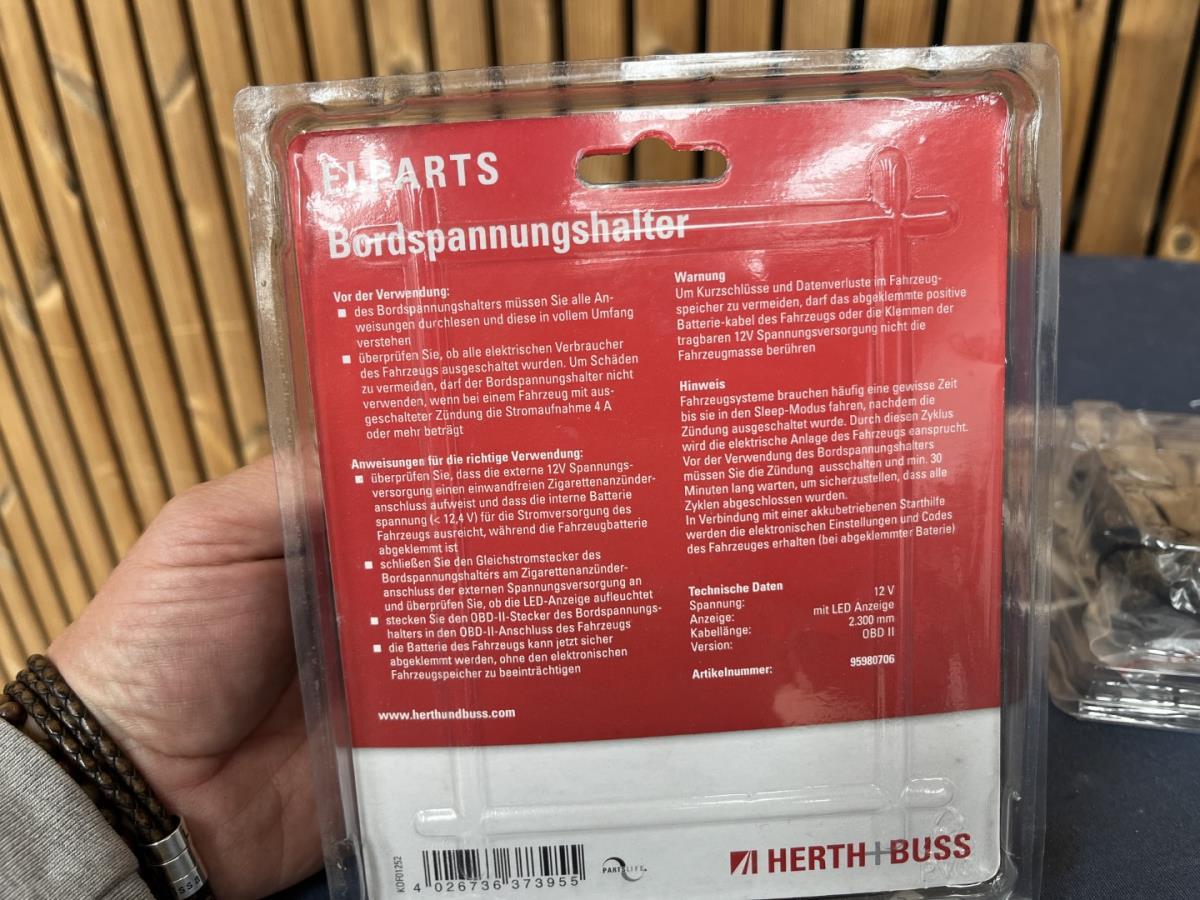 ELPARTS
Bordspannungshalter
Vor der Verwendung:
■ des Bordspannungshalters müssen Sie alle An-
weisungen durchlesen und diese in vollem Umfang
verstehen
■ überprüfen Sie, ob alle elektrischen Verbraucher
des Fahrzeugs ausgeschaltet wurden. Um Schäden
zu vermeiden, darf der Bordspannungshalter nicht
verwenden, wenn bei einem Fahrzeug mit aus-
geschalteter Zündung die Stromaufnahme 4 A
oder mehr beträgt
Anweisungen für die richtige Verwendung:
■ überprüfen Sie, dass die externe 12V Spannungs-
versorgung einen einwandfreien Zigarettenanzünder-
anschluss aufweist und dass die interne Batterie
spannung (< 12,4 V) für die Stromversorgung des
Fahrzeugs ausreicht, während die Fahrzeugbatterie
abgeklemmt ist
■ schließen Sie den Gleichstromstecker des
Bordspannungshalters am Zigarettenanzünder-
anschluss der externen Spannungsversorgung an
und überprüfen Sie, ob die LED-Anzeige aufleuchtet
■ stecken Sie den OBD-II-Stecker des Bordspannungs-
halters in den OBD-II-Anschluss des Fahrzeugs
■ die Batterie des Fahrzeugs kann jetzt sicher
abgeklemmt werden, ohne den elektronischen
Fahrzeugspeicher zu beeinträchtigen
www.herthundbuss.com
Warnung
Um Kurzschlüsse und Datenverluste im Fahrzeug-
speicher zu vermeiden, darf das abgeklemmte positive
Batterie-kabel des Fahrzeugs oder die Klemmen der
tragbaren 12V Spannungsversorgung nicht die
Fahrzeugmasse berühren
Hinweis
Fahrzeugsysteme brauchen häufig eine gewisse Zeit
bis sie in den Sleep-Modus fahren, nachdem die
Zündung ausgeschaltet wurde. Durch diesen Zyklus
wird die elektrische Anlage des Fahrzeugs eansprucht.
Vor der Verwendung des Bordspannungshalters
müssen Sie die Zündung ausschalten und min. 30
Minuten lang warten, um sicherzustellen, dass alle
Zyklen abgeschlossen wurden.
In Verbindung mit einer akkubetriebenen Starthilfe
werden die elektronischen Einstellungen und Codes
des Fahrzeuges erhalten (bei abgeklemmter Baterie)
Technische Daten
Spannung: 12 V
Anzeige: mit LED Anzeige
Kabellänge: 2.300 mm
Version: OBD II
Artikelnummer: 95980706
KOF01252
4 026736 373955
PARTSLIFE
HERTH+BUSS